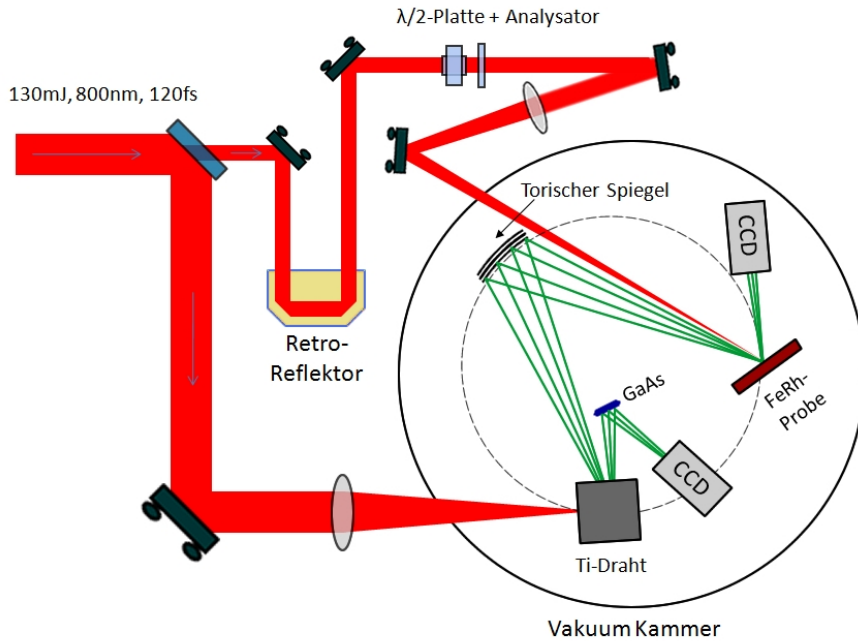 λ/2-Platte + Analysator
130mJ, 800nm, 120fs
Torischer Spiegel
CCD
Retro-
Reflektor
GaAs
FeRh-
Probe
CCD
Ti-Draht
Vakuum Kammer